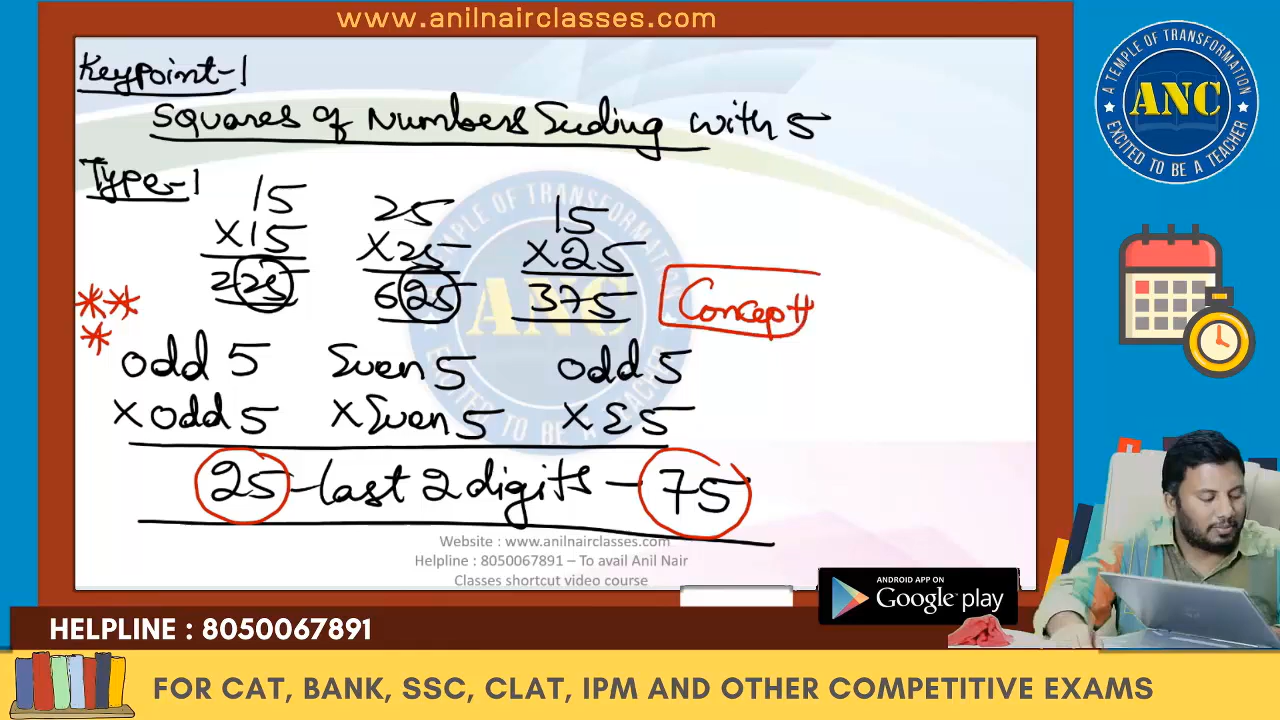 www.anilnairclasses.com
Keypoint-1
Squares of Numbers Ending with 5
Type-1
15
×15
225
25
×25
625
15
×25
375
Concept
***
odd 5 Even 5 odd 5
×odd 5 ×Even 5 ×E5
25 -last 2 digits - 75
Website : www.anilnairclasses.com
Helpline : 8050067891 – To avail Anil Nair
Classes shortcut video course
A TEMPLE OF TRANSFORMATION
ANC
EXCITED TO BE A TEACHER
ANDROID APP ON
Google play
HELPLINE : 8050067891
FOR CAT, BANK, SSC, CLAT, IPM AND OTHER COMPETITIVE EXAMS